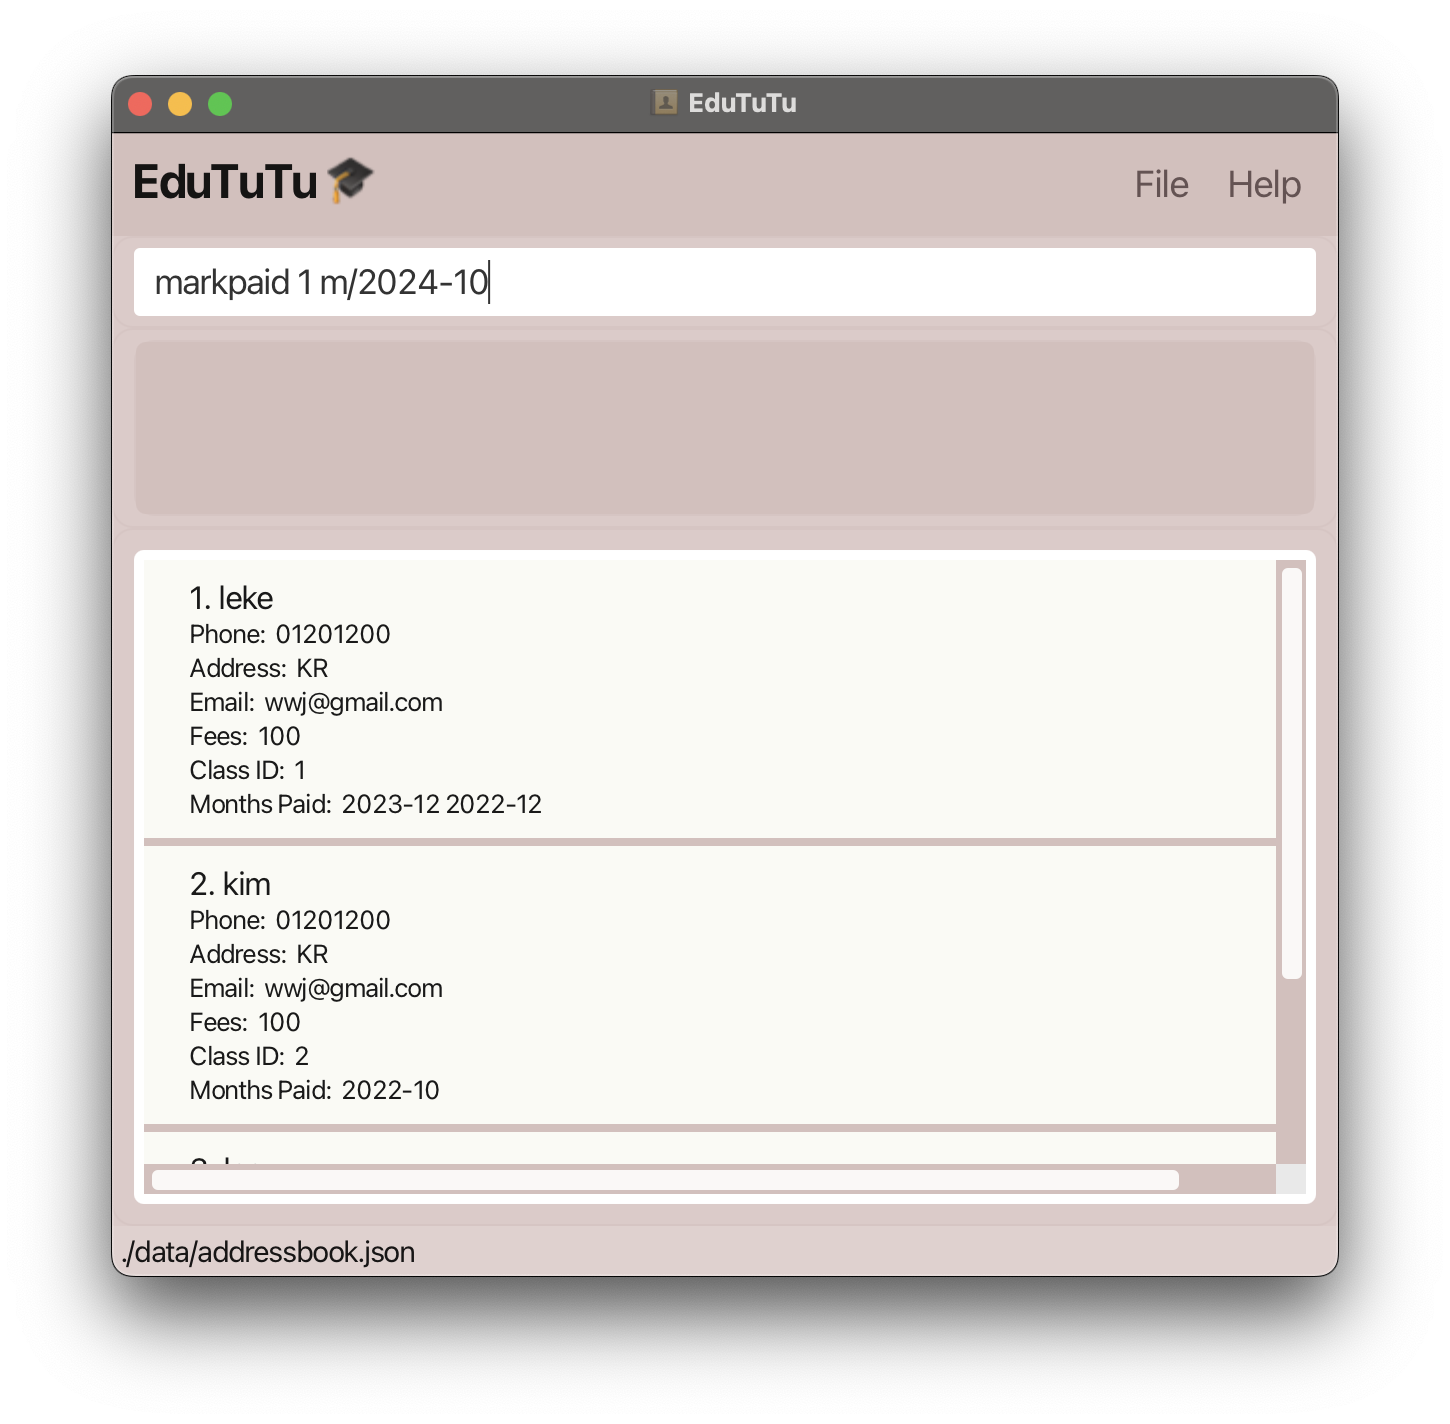 EduTuTu
EduTuTu
File Help
markpaid 1 m/2024-10
1. leke
Phone: 01201200
Address: KR
Email: wwj@gmail.com
Fees: 100
Class ID: 1
Months Paid: 2023-12 2022-12
2. kim
Phone: 01201200
Address: KR
Email: wwj@gmail.com
Fees: 100
Class ID: 2
Months Paid: 2022-10
./data/addressbook.json